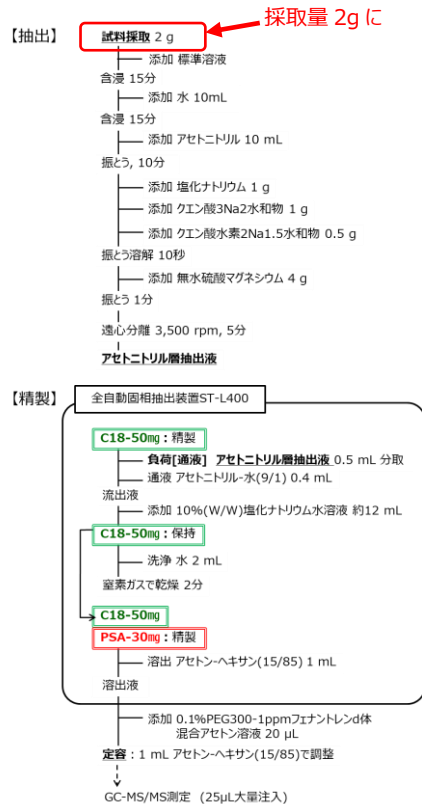 採取量 2g に
【抽出】
試料採取 2 g
添加 標準溶液
含浸 15分
添加 水 10mL
含浸 15分
添加 アセトニトリル 10 mL
振とう, 10分
添加 塩化ナトリウム 1 g
添加 クエン酸3Na2水和物 1 g
添加 クエン酸水素2Na1.5水和物 0.5 g
振とう溶解 10秒
添加 無水硫酸マグネシウム 4 g
振とう 1分
遠心分離 3,500 rpm, 5分
アセトニトリル層抽出液
【精製】
全自動固相抽出装置ST-L400
C18-50mg：精製
負荷[通液] アセトニトリル層抽出液 0.5 mL 分取
通液 アセトニトリル-水(9/1) 0.4 mL
流出液
添加 10%(W/W)塩化ナトリウム水溶液 約12 mL
C18-50mg：保持
洗浄 水 2 mL
窒素ガスで乾燥 2分
C18-50mg
PSA-30mg：精製
溶出 アセトン-ヘキサン(15/85) 1 mL
溶出液
添加 0.1%PEG300-1ppmフェナントレンd体
混合アセトン溶液 20 μL
定容：1 mL アセトン-ヘキサン(15/85)で調整
GC-MS/MS測定 (25μL大量注入)